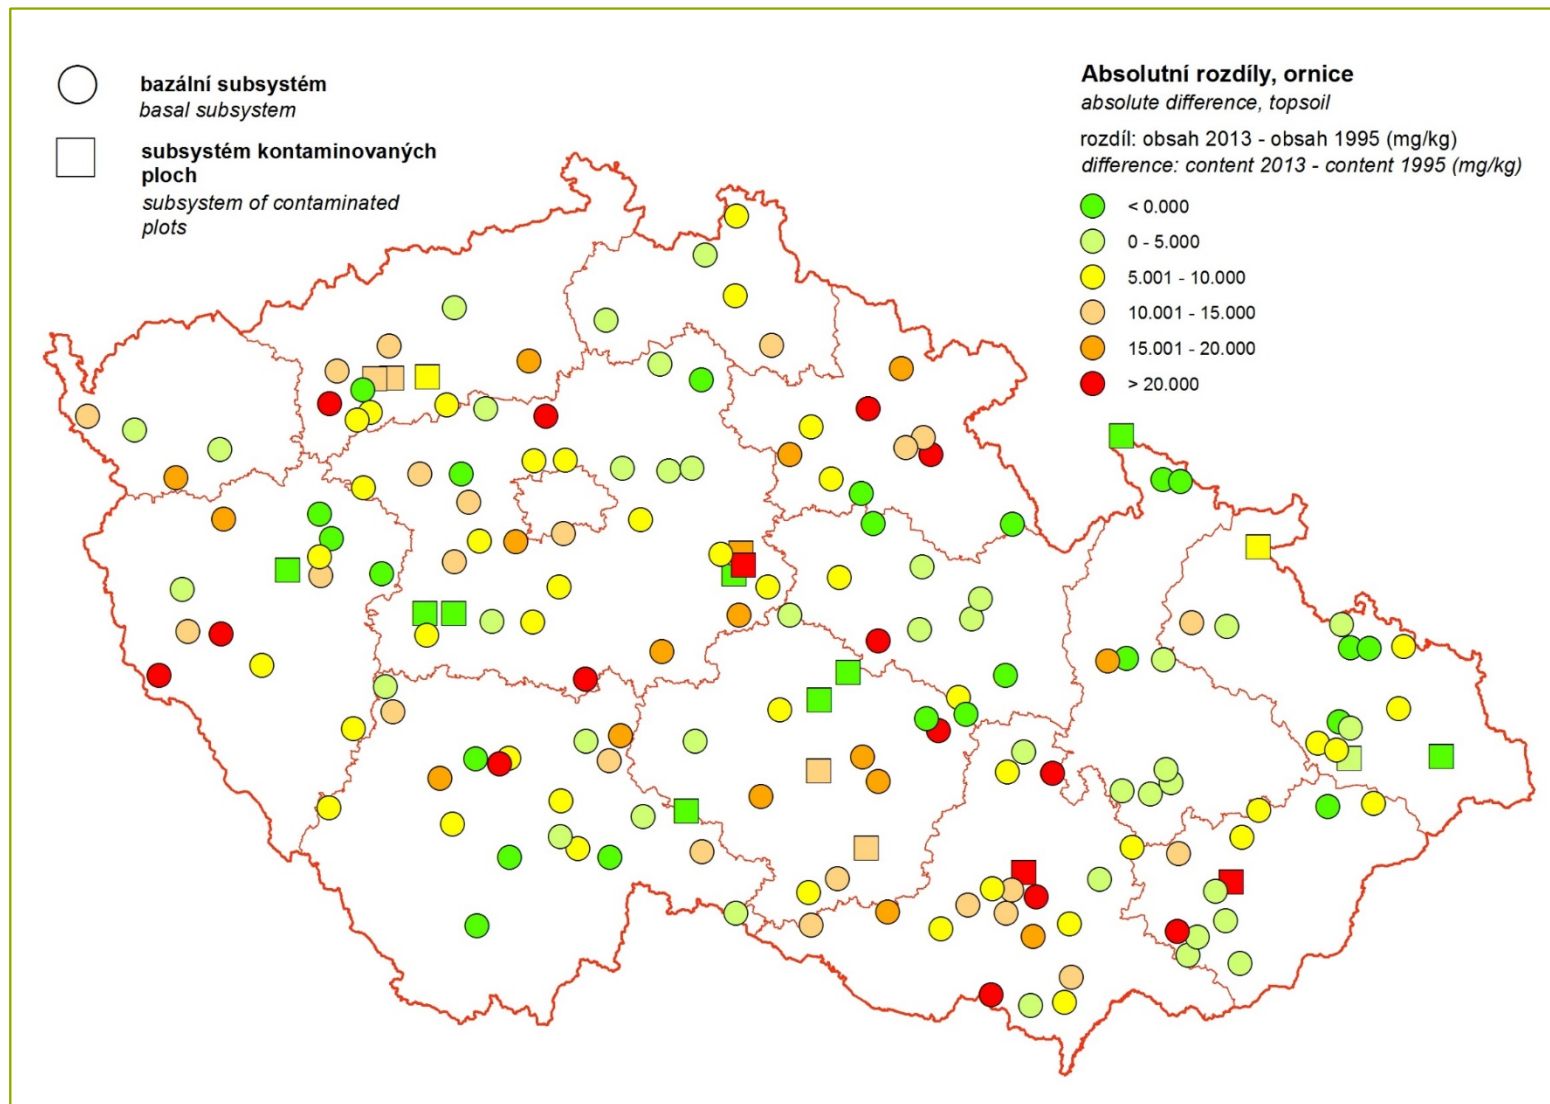 bazální subsystém
basal subsystem
subsystém kontaminovaných
ploch
subsystem of contaminated
plots
Absolutní rozdíly, ornice
absolute difference, topsoil
rozdíl: obsah 2013 - obsah 1995 (mg/kg)
difference: content 2013 - content 1995 (mg/kg)
< 0.000
0 - 5.000
5.001 - 10.000
10.001 - 15.000
15.001 - 20.000
> 20.000